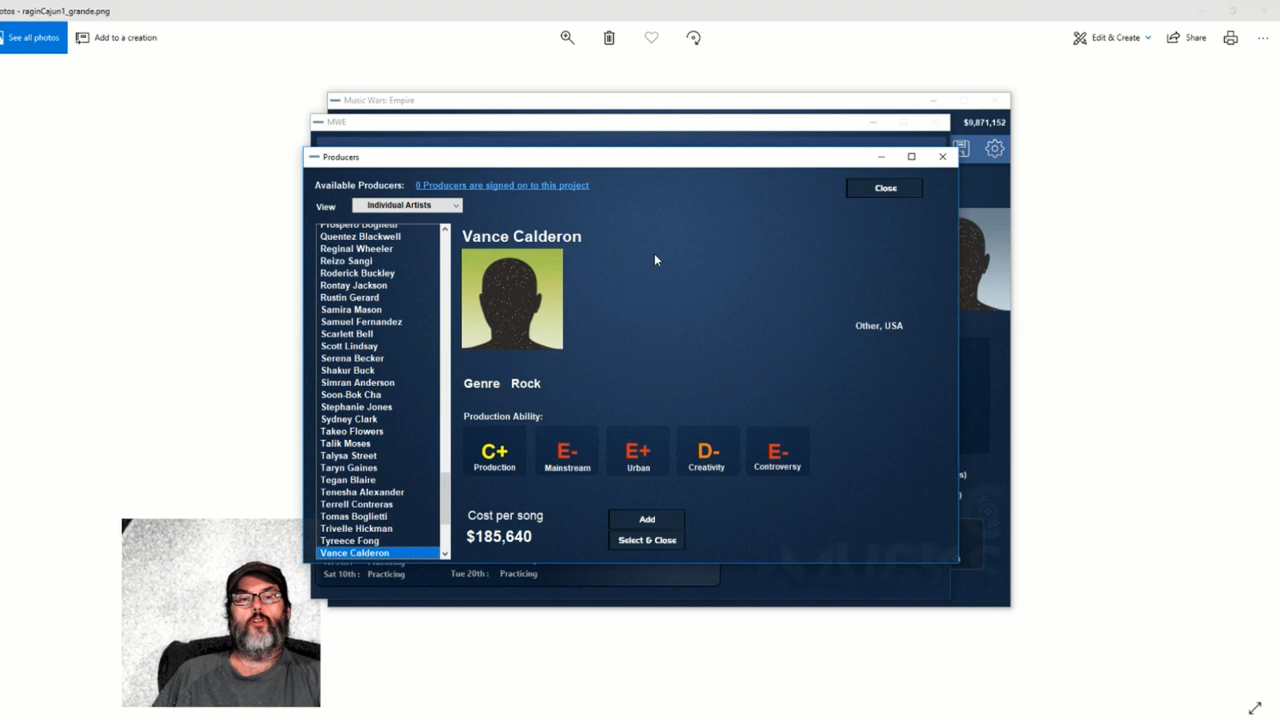 otos - raginCajun1_grande.png
See all photos
Add to a creation
Edit & Create
Share
Music Wars: Empire
MWE
$9,871,152
Producers
Available Producers:
0 Producers are signed on to this project
Close
View
Individual Artists
Prospero Boglietti
Quentez Blackwell
Reginal Wheeler
Reizo Sangi
Roderick Buckley
Rontay Jackson
Rustin Gerard
Samira Mason
Samuel Fernandez
Scarlett Bell
Scott Lindsay
Serena Becker
Shakur Buck
Simran Anderson
Soon-Bok Cha
Stephanie Jones
Sydney Clark
Takeo Flowers
Talik Moses
Talysa Street
Taryn Gaines
Tegan Blaire
Tenesha Alexander
Terrell Contreras
Tomas Boglietti
Trivelle Hickman
Tyreece Fong
Vance Calderon
Vance Calderon
Other, USA
Genre Rock
Production Ability:
C+ E- E+ D- E-
Production Mainstream Urban Creativity Controversy
Cost per song
$185,640
Add
Select & Close
s)
)
Sat 10th : Practicing
Tue 20th : Practicing